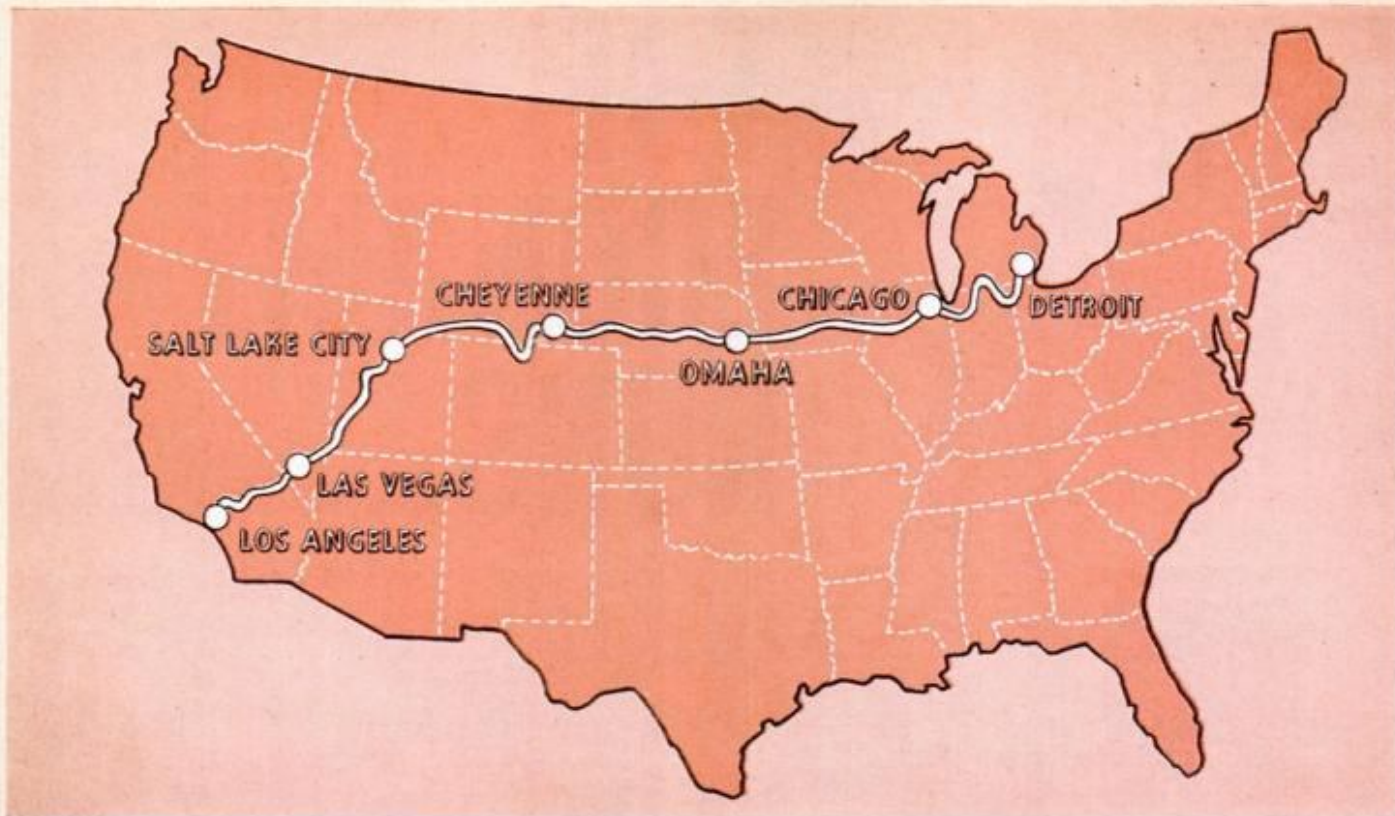 CHEYENNE
CHICAGO
DETROIT
SALT LAKE CITY
OMAHA
LAS VEGAS
LOS ANGELES